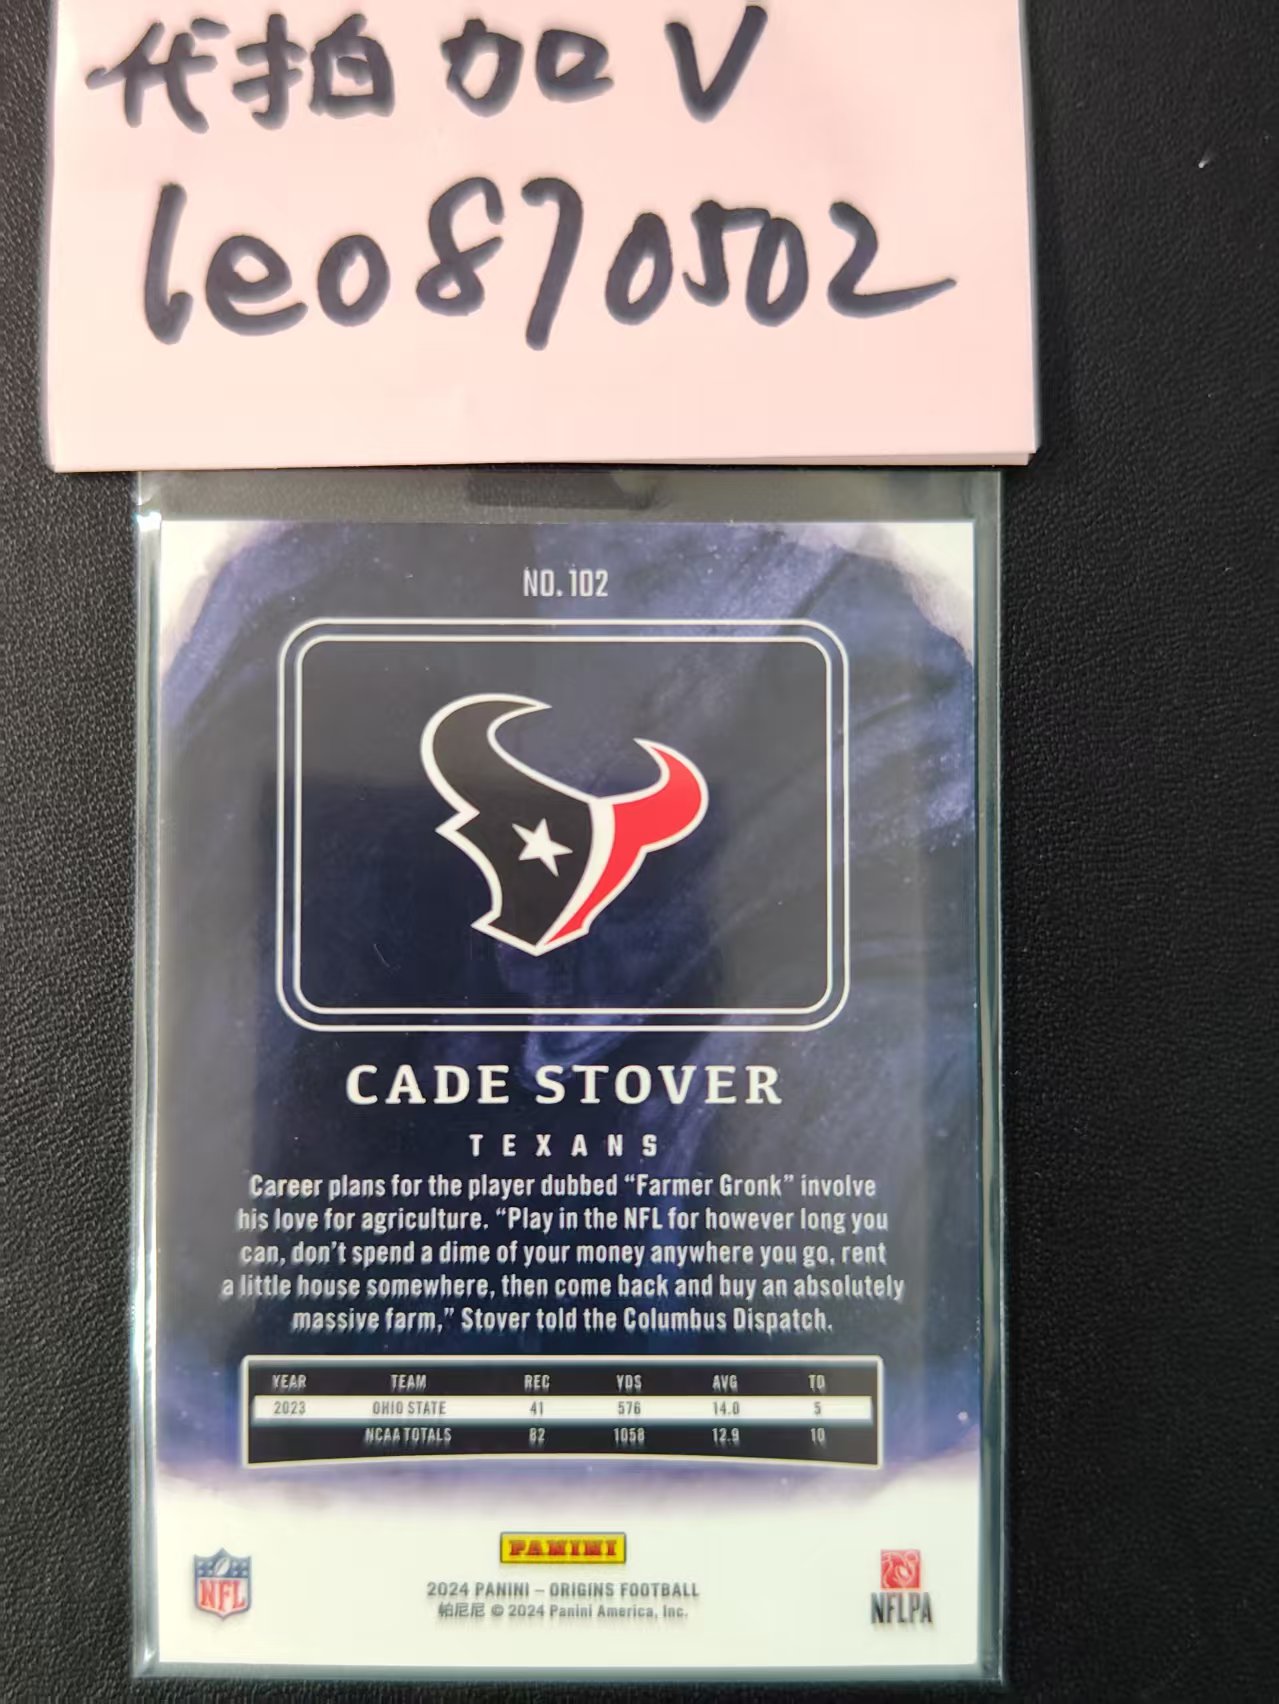 代拍加V
leo870502
NO. 102
CADE STOVER
TEXANS
Career plans for the player dubbed “Farmer Gronk” involve
his love for agriculture. “Play in the NFL for however long you
can, don’t spend a dime of your money anywhere you go, rent
a little house somewhere, then come back and buy an absolutely
massive farm,” Stover told the Columbus Dispatch.
YEAR TEAM REC YDS AVG TD
2023 OHIO STATE 41 576 14.0 5
NCAA TOTALS 82 1058 12.9 10
PANINI
NFL
2024 PANINI – ORIGINS FOOTBALL
帕尼尼 © 2024 Panini America, Inc.
NFLPA